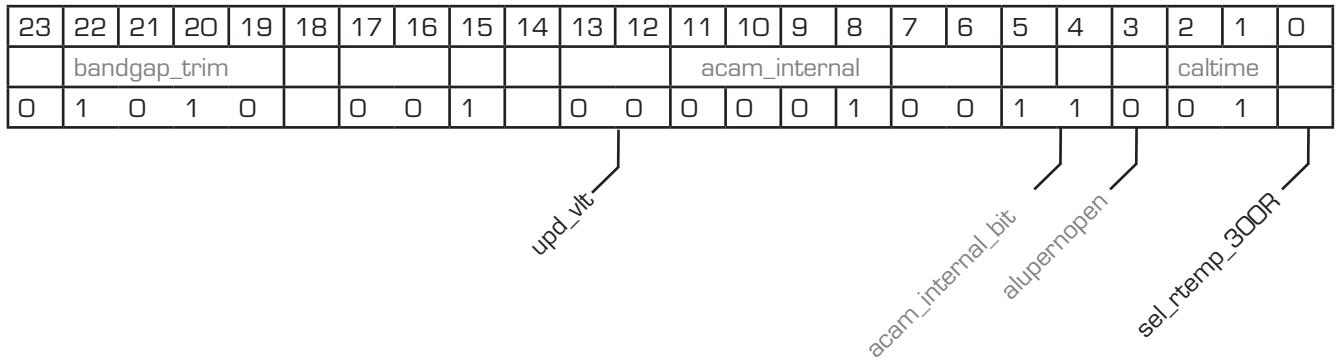 23 22 21 20 19 18 17 16 15 14 13 12 11 10 9 8 7 6 5 4 3 2 1 0
bandgap_trim acam_internal caltime
0 1 0 1 0 0 0 1 0 0 0 0 0 1 0 0 1 1 0 0 1
upd_vlt
acam_internal_bit
alupernopen
sel_rtemp_300R